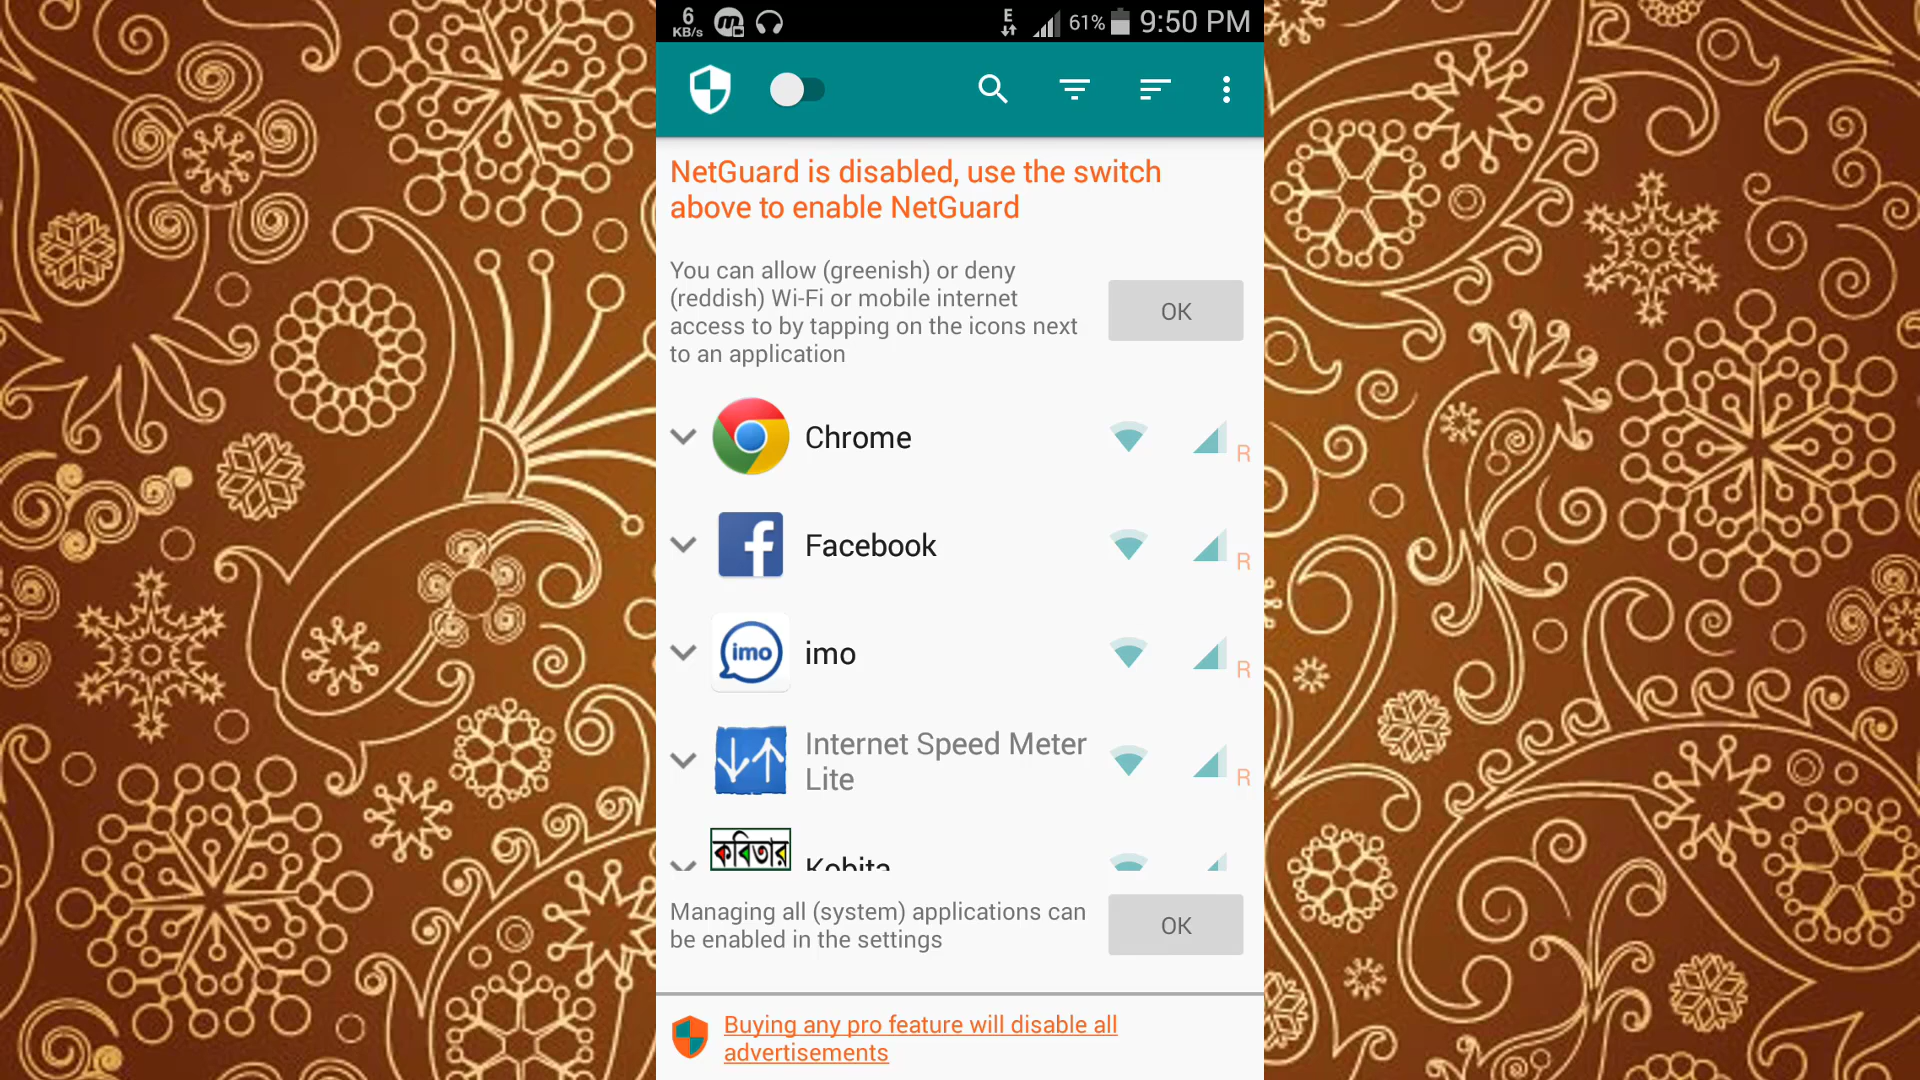 6
KB/s
E
61%
9:50 PM
NetGuard is disabled, use the switch
above to enable NetGuard
You can allow (greenish) or deny
(reddish) Wi-Fi or mobile internet
access to by tapping on the icons next
to an application
OK
Chrome
R
Facebook
R
imo
imo
R
Internet Speed Meter
Lite
R
কবিতার
Kobita
Managing all (system) applications can
be enabled in the settings
OK
Buying any pro feature will disable all
advertisements